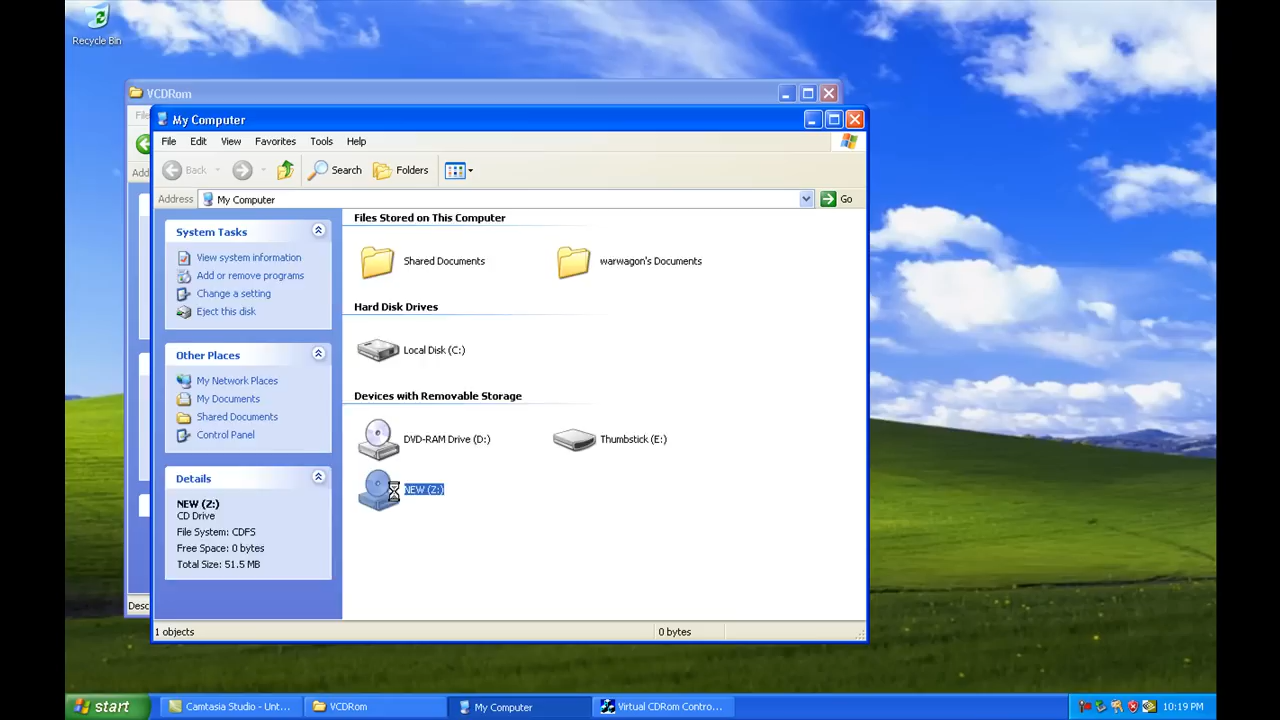 Recycle Bin
VCDRom
My Computer
File Edit View Favorites Tools Help
Back Search Folders
Address My Computer Go
Files Stored on This Computer
Shared Documents warwagon's Documents
Hard Disk Drives
Local Disk (C:)
Devices with Removable Storage
DVD-RAM Drive (D:) Thumbstick (E:)
NEW (Z:)
System Tasks
View system information
Add or remove programs
Change a setting
Eject this disk
Other Places
My Network Places
My Documents
Shared Documents
Control Panel
Details
NEW (Z:)
CD Drive
File System: CDFS
Free Space: 0 bytes
Total Size: 51.5 MB
1 objects 0 bytes
start Camtasia Studio - Unt... VCDRom My Computer Virtual CDRom Contro... 10:19 PM